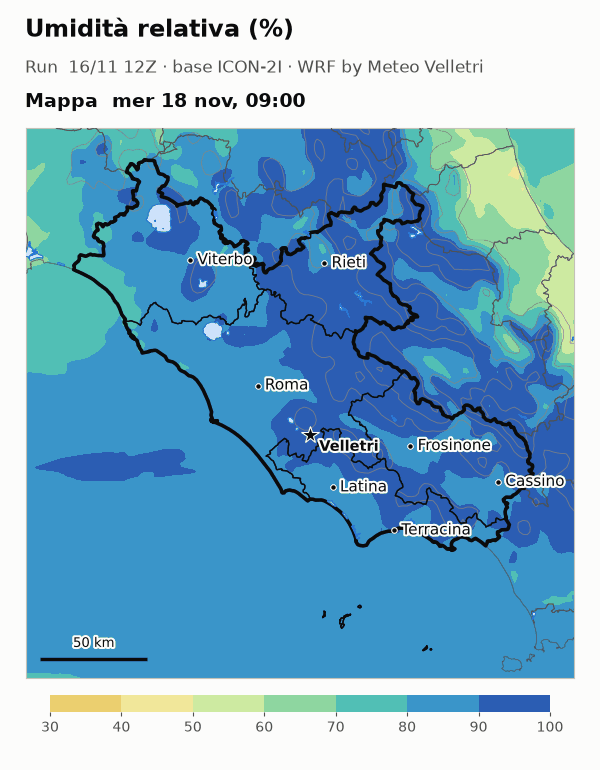 Umidità relativa (%)
Run  16/11 12Z · base ICON-2I · WRF by Meteo Velletri
Mappa  mer 18 nov, 09:00
Viterbo
Rieti
Roma
Velletri
Frosinone
Latina
Cassino
Terracina
50 km
30 40 50 60 70 80 90 100